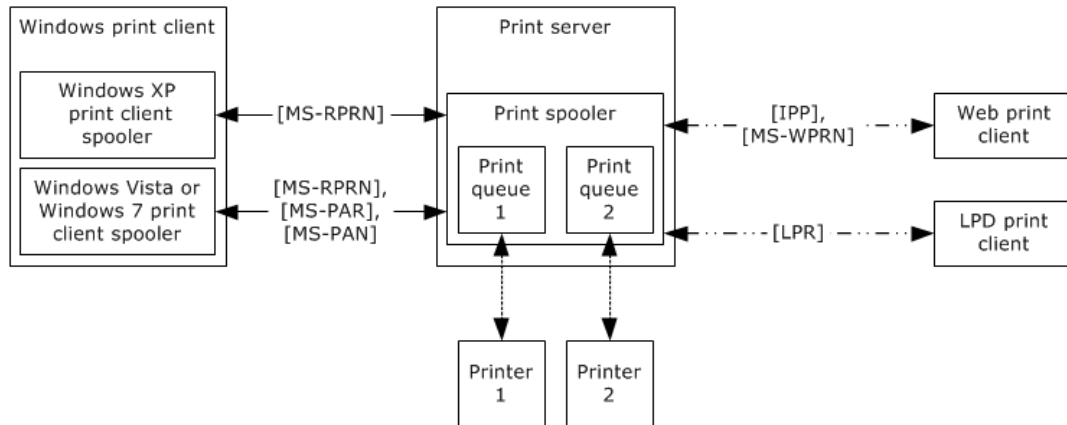 Windows print client
Windows XP
print client
spooler
Windows Vista or
Windows 7 print
client spooler
[MS-RPRN]
[MS-RPRN],
[MS-PAR],
[MS-PAN]
Print server
Print spooler
Print
queue
1
Print
queue
2
[IPP],
[MS-WPRN]
[LPR]
Web print
client
LPD print
client
Printer
1
Printer
2